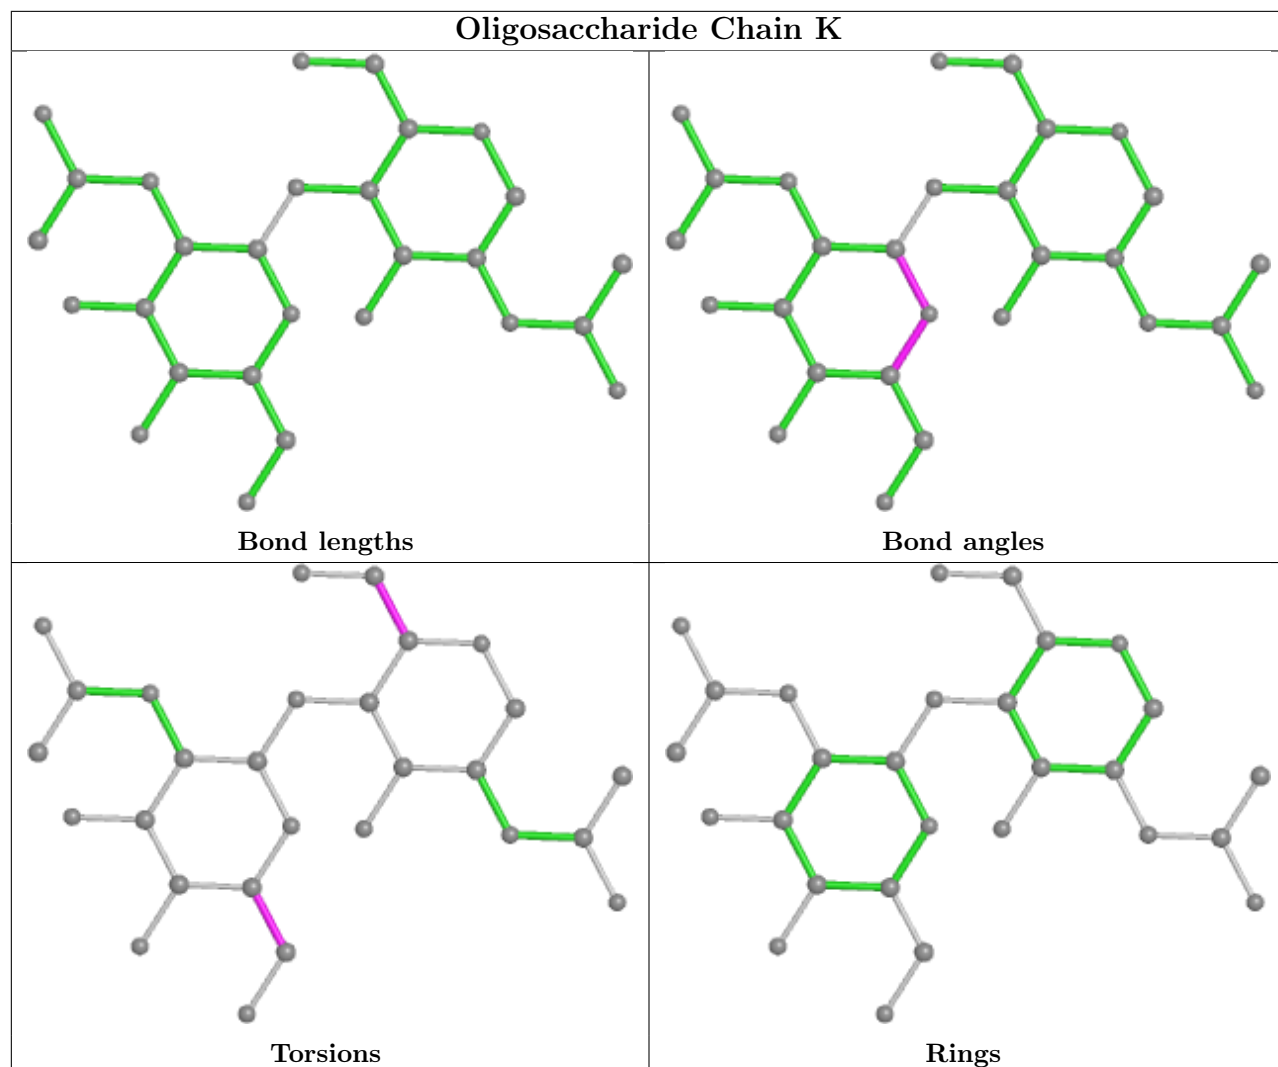 Oligosaccharide Chain K
Bond lengths
Bond angles
Torsions
Rings